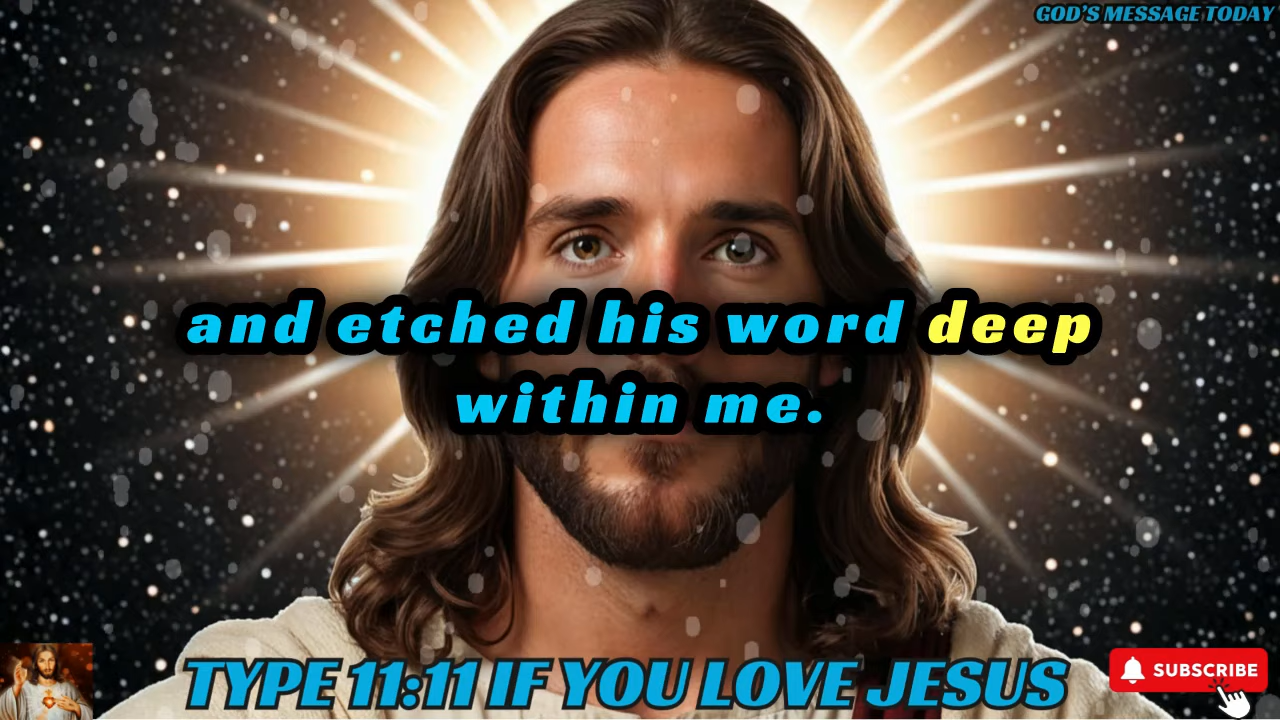 GOD'S MESSAGE TODAY
and etched his word deep
within me.
TYPE 11:11 IF YOU LOVE JESUS
SUBSCRIBE